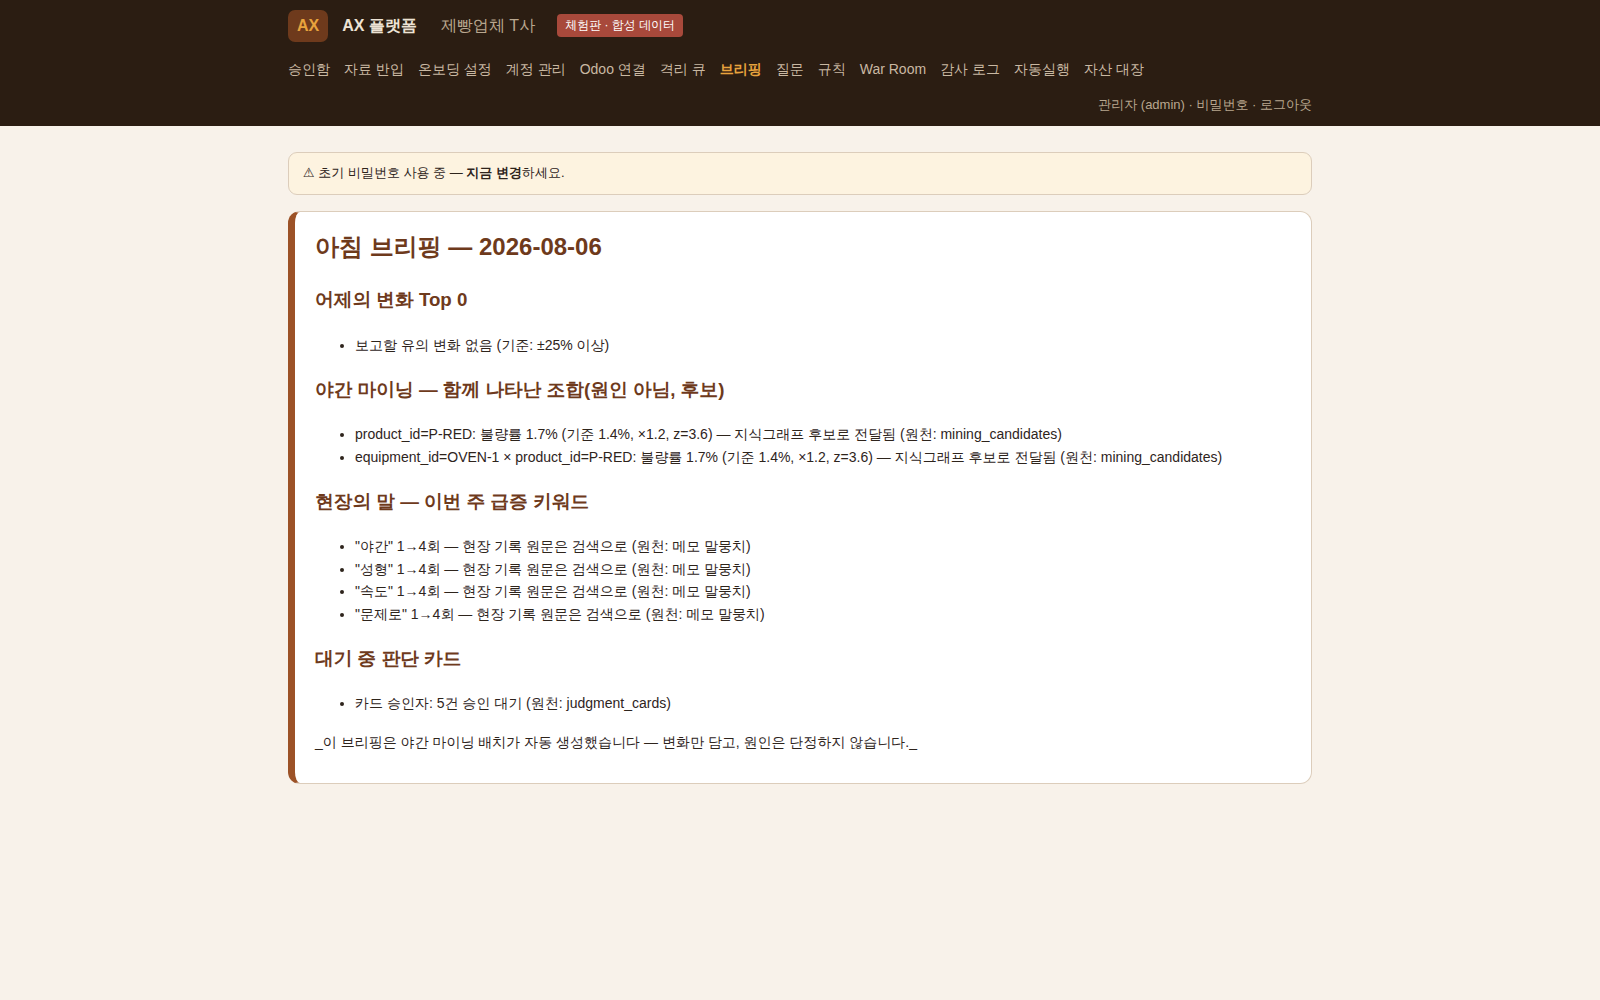 AX AX 플랫폼 제빵업체 T사 체험판 · 합성 데이터
승인함 자료 반입 온보딩 설정 계정 관리 Odoo 연결 격리 큐 브리핑 질문 규칙 War Room 감사 로그 자동실행 자산 대장
관리자 (admin) · 비밀번호 · 로그아웃
⚠ 초기 비밀번호 사용 중 — 지금 변경하세요.
아침 브리핑 — 2026-08-06
어제의 변화 Top 0
• 보고할 유의 변화 없음 (기준: ±25% 이상)
야간 마이닝 — 함께 나타난 조합(원인 아님, 후보)
• product_id=P-RED: 불량률 1.7% (기준 1.4%, ×1.2, z=3.6) — 지식그래프 후보로 전달됨 (원천: mining_candidates)
• equipment_id=OVEN-1 × product_id=P-RED: 불량률 1.7% (기준 1.4%, ×1.2, z=3.6) — 지식그래프 후보로 전달됨 (원천: mining_candidates)
현장의 말 — 이번 주 급증 키워드
• "야간" 1→4회 — 현장 기록 원문은 검색으로 (원천: 메모 말뭉치)
• "성형" 1→4회 — 현장 기록 원문은 검색으로 (원천: 메모 말뭉치)
• "속도" 1→4회 — 현장 기록 원문은 검색으로 (원천: 메모 말뭉치)
• "문제로" 1→4회 — 현장 기록 원문은 검색으로 (원천: 메모 말뭉치)
대기 중 판단 카드
• 카드 승인자: 5건 승인 대기 (원천: judgment_cards)
_이 브리핑은 야간 마이닝 배치가 자동 생성했습니다 — 변화만 담고, 원인은 단정하지 않습니다._